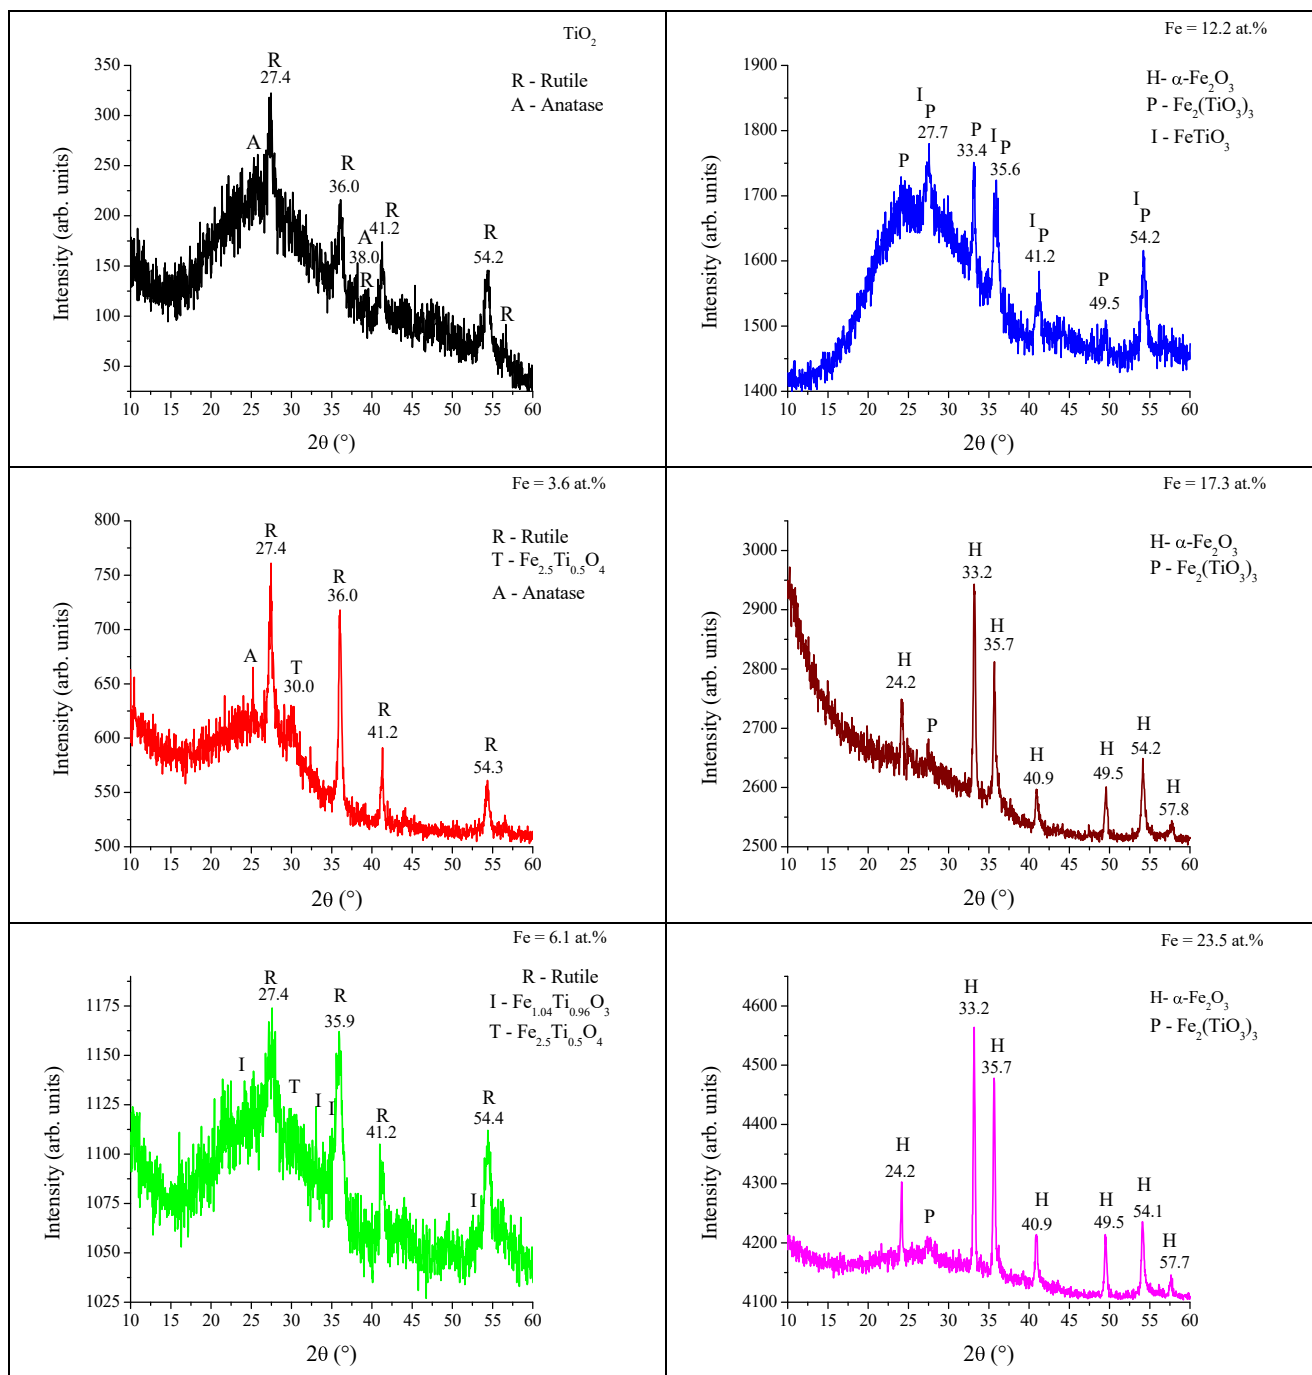 TiO2
R - Rutile
A - Anatase
R
27.4
A
R
36.0
A
38.0
R
R
41.2
R
54.2
R
350
300
250
200
150
100
50
Intensity (arb. units)
10 15 20 25 30 35 40 45 50 55 60
2θ (°)
Fe = 12.2 at.%
H- α-Fe2O3
P - Fe2(TiO3)3
I - FeTiO3
P
I
P
27.7
P
33.4
I
P
35.6
I
P
41.2
P
49.5
I
P
54.2
1900
1800
1700
1600
1500
1400
Intensity (arb. units)
10 15 20 25 30 35 40 45 50 55 60
2θ (°)
Fe = 3.6 at.%
R - Rutile
T - Fe2.5Ti0.5O4
A - Anatase
A
R
27.4
T
30.0
R
36.0
R
41.2
R
54.3
800
750
700
650
600
550
500
Intensity (arb. units)
10 15 20 25 30 35 40 45 50 55 60
2θ (°)
Fe = 17.3 at.%
H- α-Fe2O3
P - Fe2(TiO3)3
H
24.2
P
H
33.2
H
35.7
H
40.9
H
49.5
H
54.2
H
57.8
3000
2900
2800
2700
2600
2500
Intensity (arb. units)
10 15 20 25 30 35 40 45 50 55 60
2θ (°)
Fe = 6.1 at.%
R - Rutile
I - Fe1.04Ti0.96O3
T - Fe2.5Ti0.5O4
I
R
27.4
T
I
I
R
35.9
R
41.2
I
R
54.4
1175
1150
1125
1100
1075
1050
1025
Intensity (arb. units)
10 15 20 25 30 35 40 45 50 55 60
2θ (°)
Fe = 23.5 at.%
H- α-Fe2O3
P - Fe2(TiO3)3
H
24.2
P
H
33.2
H
35.7
H
40.9
H
49.5
H
54.1
H
57.7
4600
4500
4400
4300
4200
4100
Intensity (arb. units)
10 15 20 25 30 35 40 45 50 55 60
2θ (°)